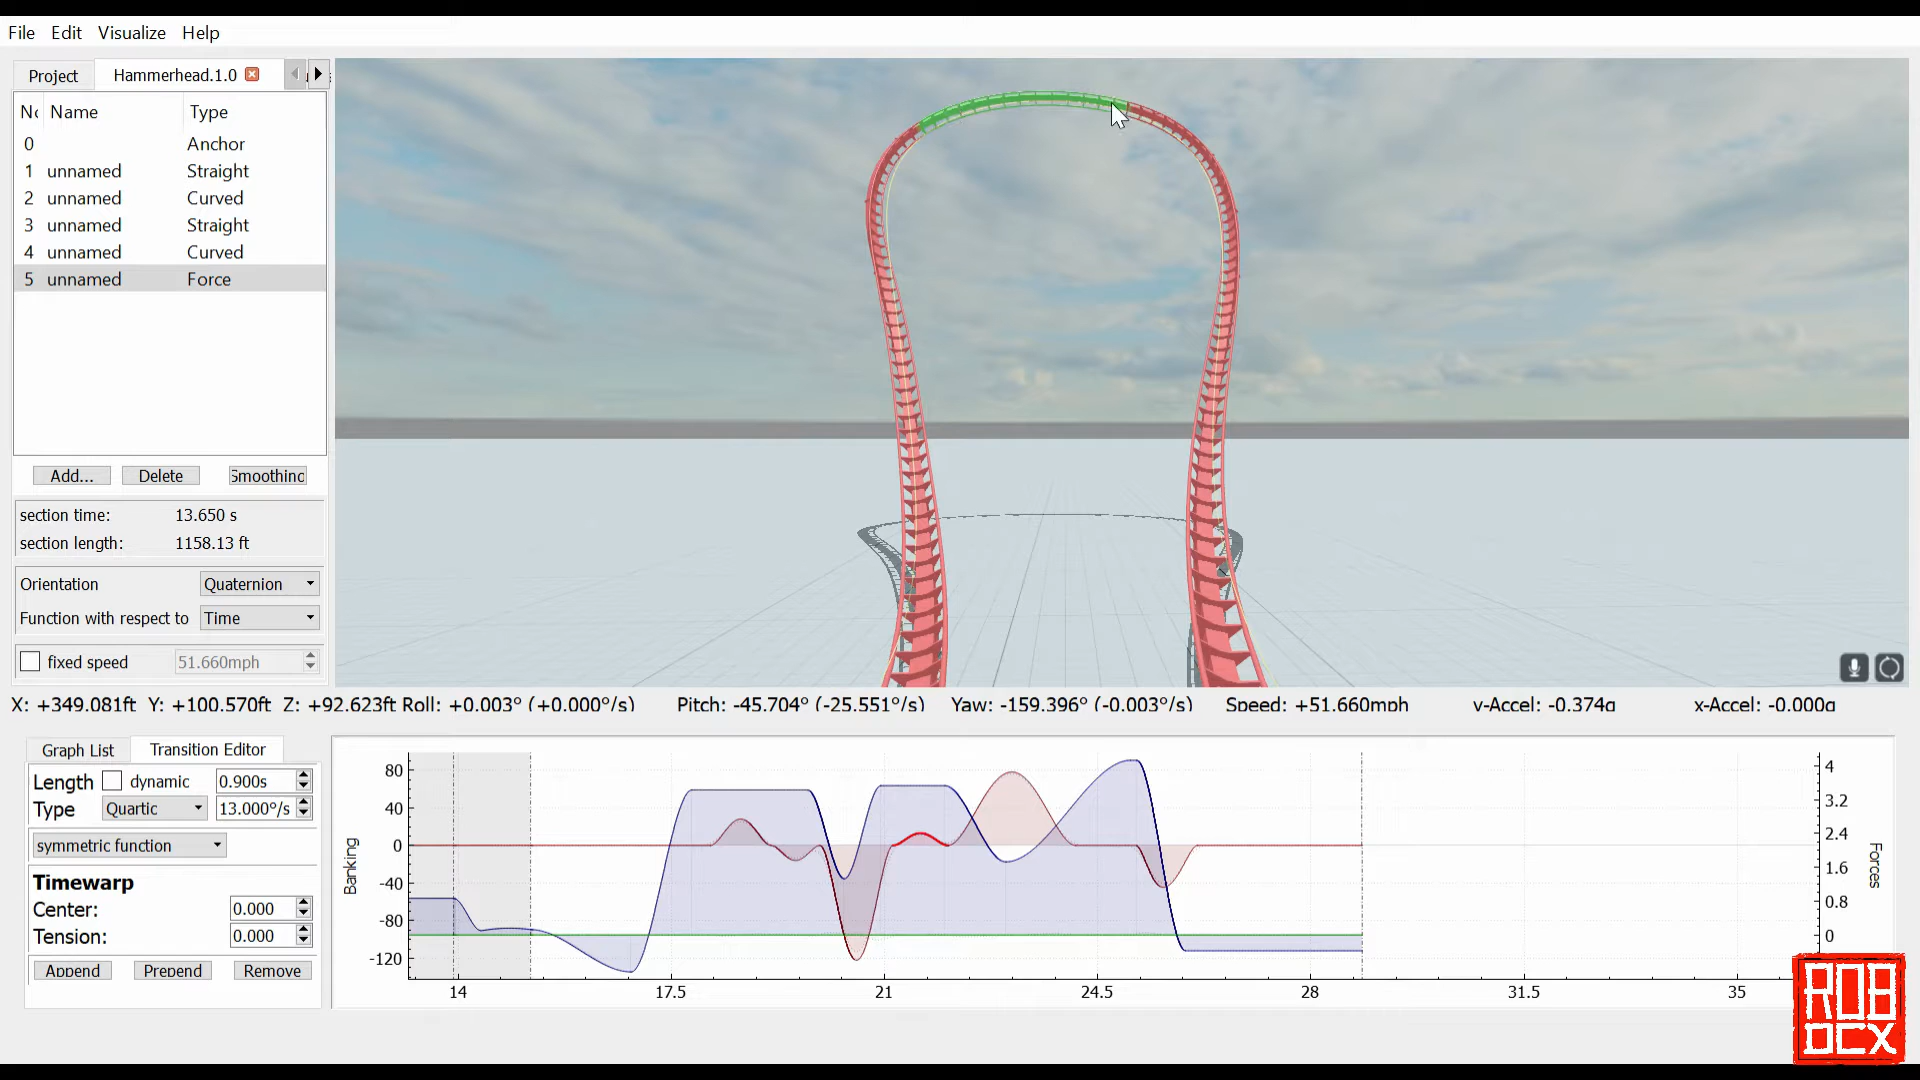 File Edit Visualize Help
Project Hammerhead.1.0
Name Type
0 Anchor
1 unnamed Straight
2 unnamed Curved
3 unnamed Straight
4 unnamed Curved
5 unnamed Force
Add... Delete Smoothing
section time: 13.650 s
section length: 1158.13 ft
Orientation Quaternion
Function with respect to Time
fixed speed 51.660mph
X: +349.081ft Y: +100.570ft Z: +92.623ft Roll: +0.003° (+0.000°/s) Pitch: -45.704° (-25.551°/s) Yaw: -159.396° (-0.003°/s) Speed: +51.660mph y-Accel: -0.374g x-Accel: -0.000g
Graph List Transition Editor
Length dynamic 0.900s
Type Quartic 13.000°/s
symmetric function
Timewarp
Center: 0.000
Tension: 0.000
Append Prepend Remove
Banking
80
40
0
-40
-80
-120
14 17.5 21 24.5 28 31.5 35
4
3.2
2.4
1.6
0.8
0
Forces
ROB
DCX